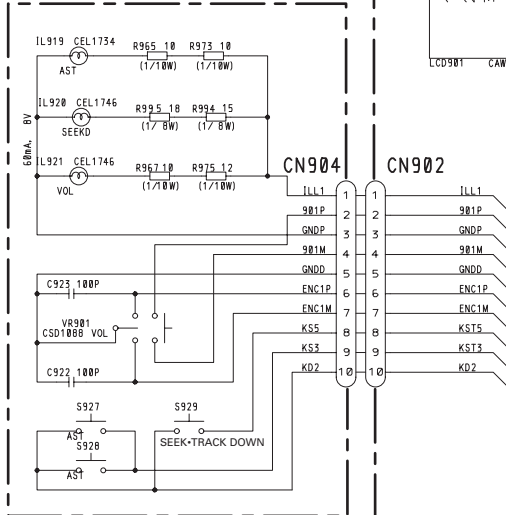 IL919 CEL1734
R965 10 R973 10
(1/10W) (1/10W)
AST
LCD901 CAW
IL920 CEL1746
R995 18 R994 15
(1/ 8W) (1/ 8W)
SEEKD
60mA, 8V
IL921 CEL1746
R967 10 R975 12
(1/10W) (1/10W)
VOL
CN904 CN902
ILL1 1 1 ILL1
901P 2 2 901P
GNDP 3 3 GNDP
901M 4 4 901M
GNDD 5 5 GNDD
ENC1P 6 6 ENC1P
ENC1M 7 7 ENC1M
KS5 8 8 KST5
KS3 9 9 KST3
KD2 10 10 KD2
C923 100P
VR901
CSD1088 VOL
C922 100P
S927
AST
S929
SEEK•TRACK DOWN
S928
AST